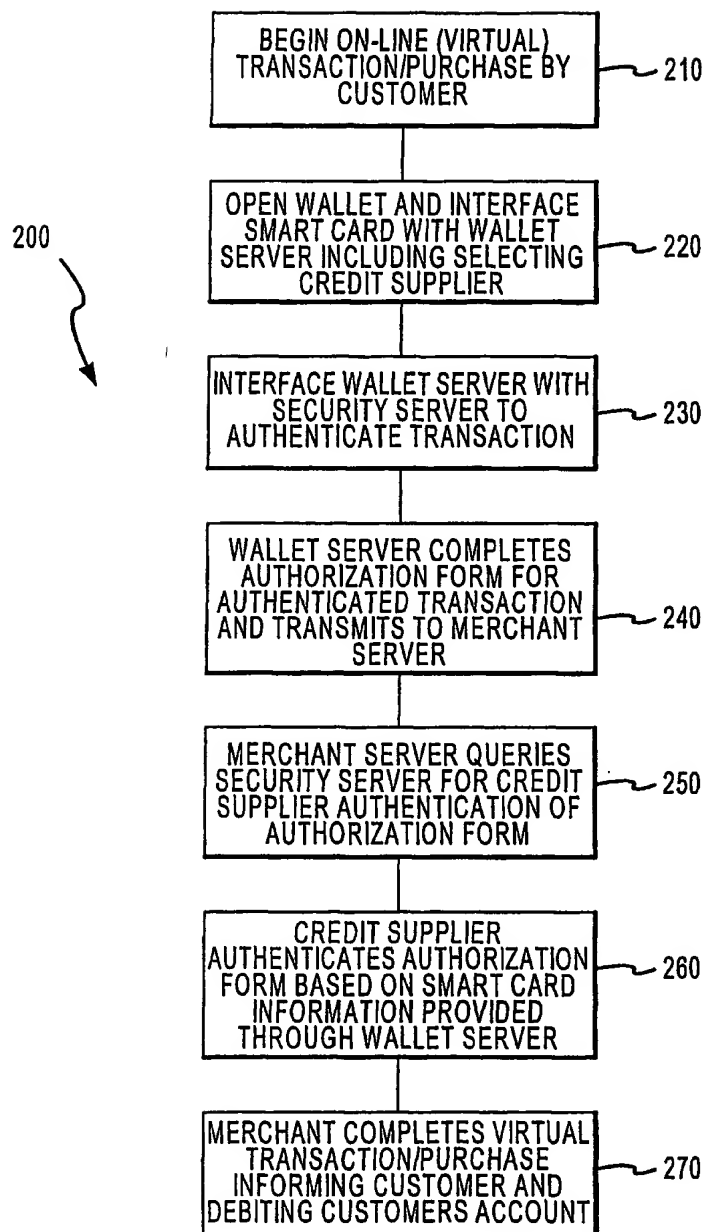 BEGIN ON-LINE (VIRTUAL)
TRANSACTION/PURCHASE BY
CUSTOMER
210
OPEN WALLET AND INTERFACE
SMART CARD WITH WALLET
SERVER INCLUDING SELECTING
CREDIT SUPPLIER
220
200
INTERFACE WALLET SERVER WITH
SECURITY SERVER TO
AUTHENTICATE TRANSACTION
230
WALLET SERVER COMPLETES
AUTHORIZATION FORM FOR
AUTHENTICATED TRANSACTION
AND TRANSMITS TO MERCHANT
SERVER
240
MERCHANT SERVER QUERIES
SECURITY SERVER FOR CREDIT
SUPPLIER AUTHENTICATION OF
AUTHORIZATION FORM
250
CREDIT SUPPLIER
AUTHENTICATES AUTHORIZATION
FORM BASED ON SMART CARD
INFORMATION PROVIDED
THROUGH WALLET SERVER
260
MERCHANT COMPLETES VIRTUAL
TRANSACTION/PURCHASE
INFORMING CUSTOMER AND
DEBITING CUSTOMERS ACCOUNT
270